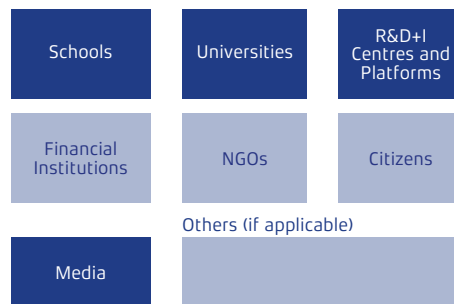 Schools
Universities
R&D+I
Centres and
Platforms
Financial
Institutions
NGOs
Citizens
Others (if applicable)
Media